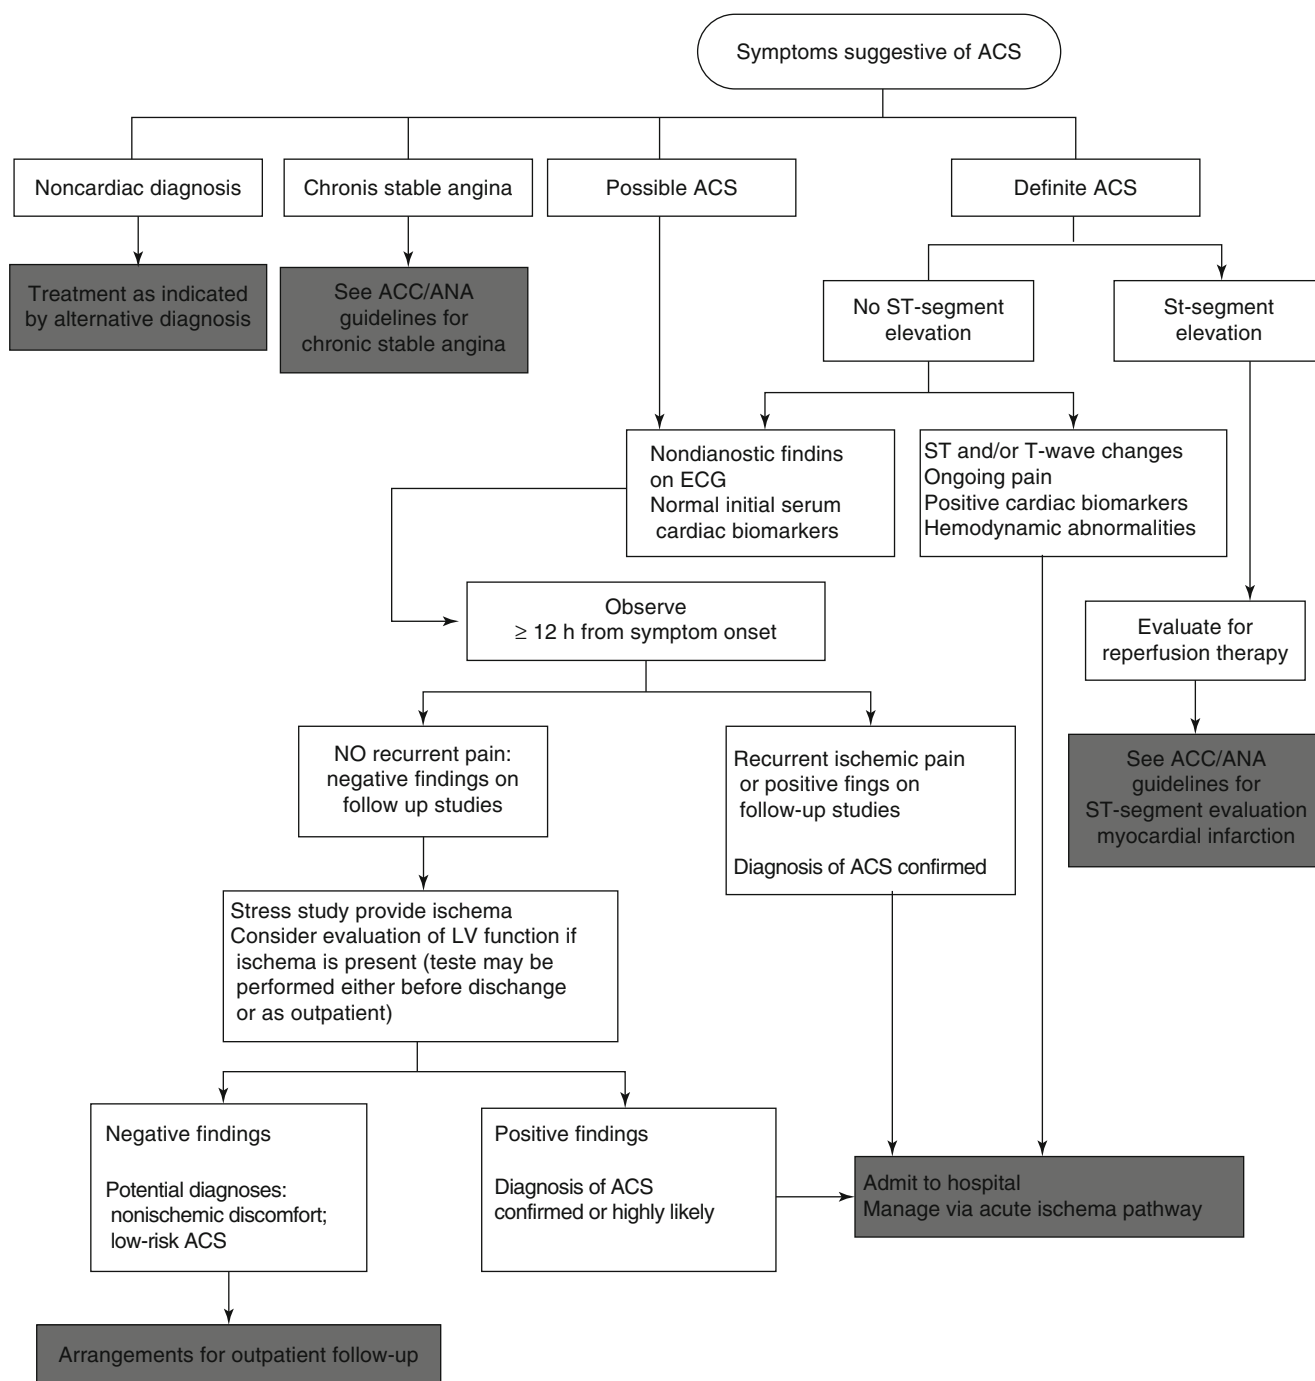 Symptoms suggestive of ACS
Noncardiac diagnosis
Chronis stable angina
Possible ACS
Definite ACS
Treatment as indicated
by alternative diagnosis
See ACC/ANA
guidelines for
chronic stable angina
No ST-segment
elevation
St-segment
elevation
Nondianostic findins
on ECG
Normal initial serum
cardiac biomarkers
ST and/or T-wave changes
Ongoing pain
Positive cardiac biomarkers
Hemodynamic abnormalities
Observe
≥ 12 h from symptom onset
Evaluate for
reperfusion therapy
NO recurrent pain:
negative findings on
follow up studies
Recurrent ischemic pain
or positive fings on
follow-up studies
Diagnosis of ACS confirmed
See ACC/ANA
guidelines for
ST-segment evaluation
myocardial infarction
Stress study provide ischema
Consider evaluation of LV function if
ischema is present (teste may be
performed either before dischange
or as outpatient)
Negative findings
Potential diagnoses:
nonischemic discomfort;
low-risk ACS
Positive findings
Diagnosis of ACS
confirmed or highly likely
Admit to hospital
Manage via acute ischema pathway
Arrangements for outpatient follow-up